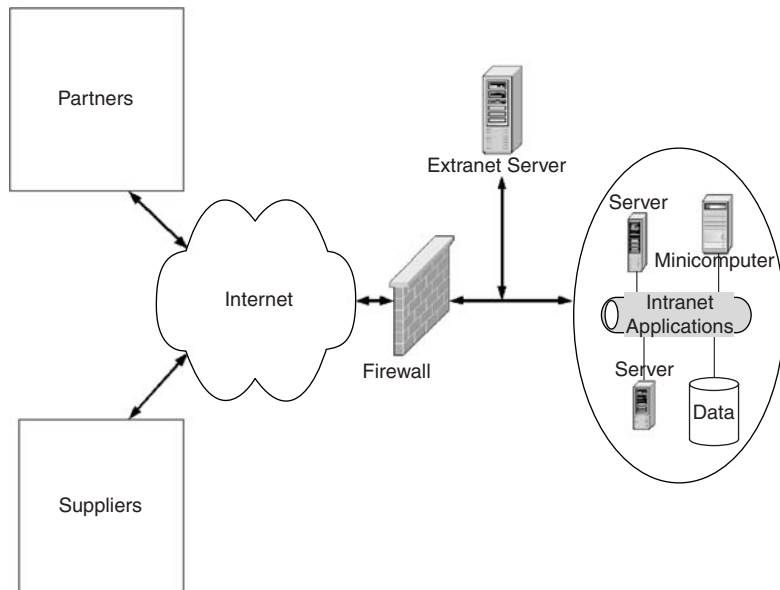 Partners
Extranet Server
Server
Minicomputer
Internet
Intranet
Applications
Firewall
Server
Data
Suppliers